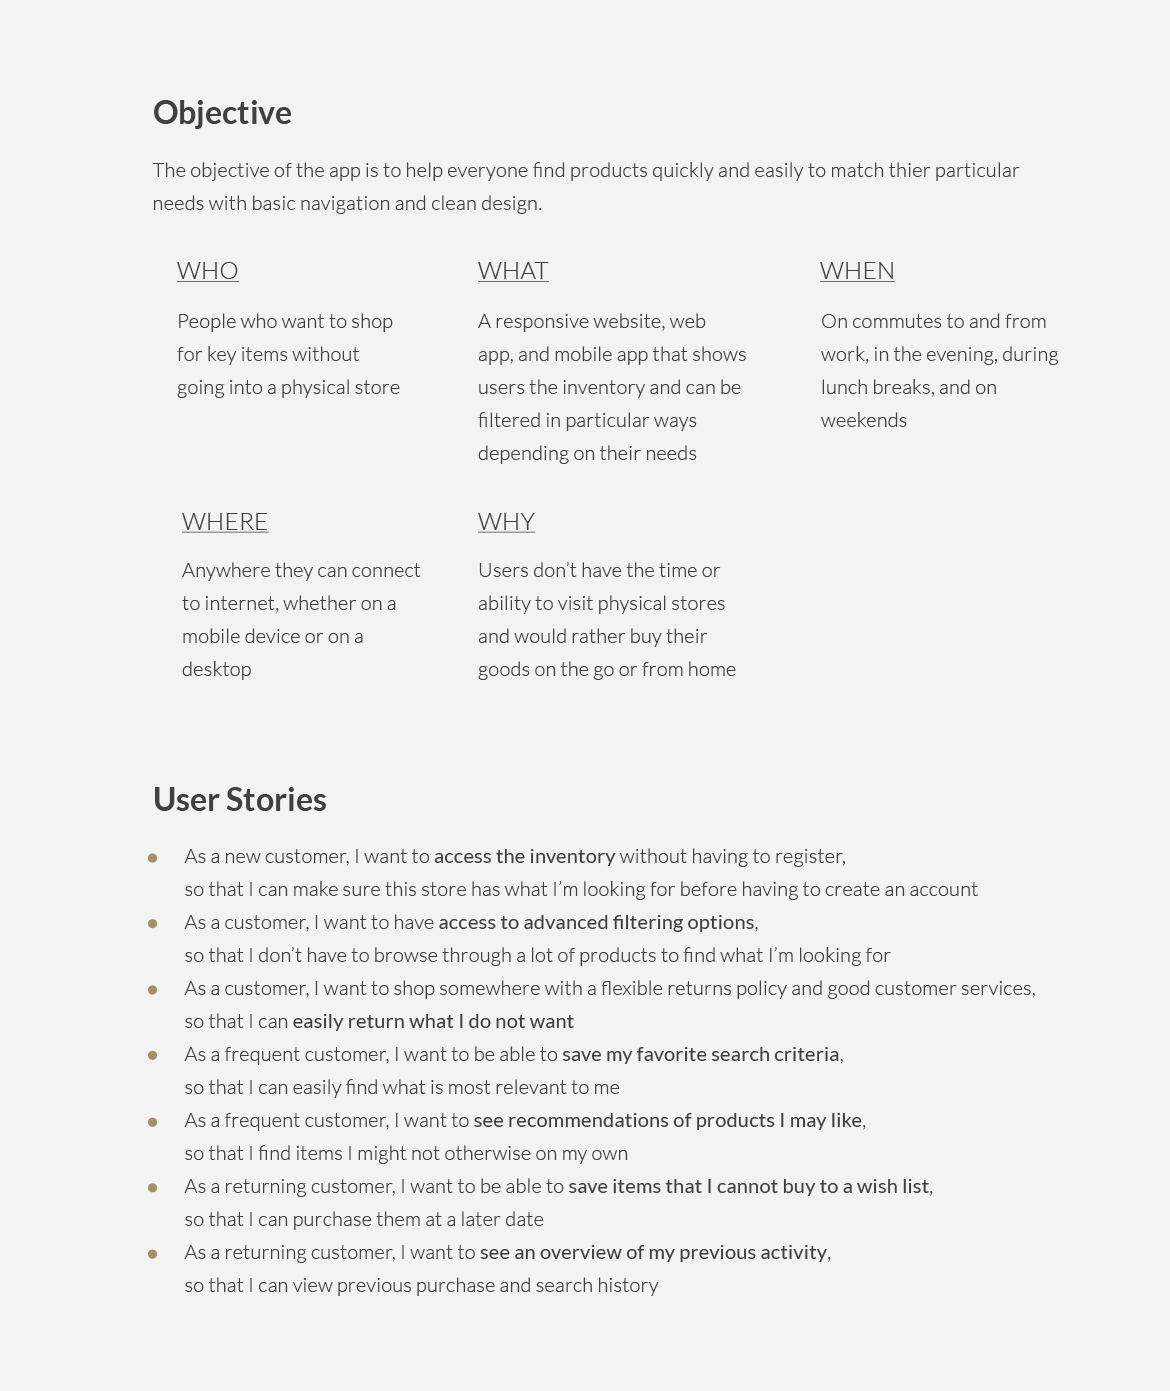 Objective
The objective of the app is to help everyone find products quickly and easily to match thier particular
needs with basic navigation and clean design.
WHO
People who want to shop
for key items without
going into a physical store
WHAT
A responsive website, web
app, and mobile app that shows
users the inventory and can be
filtered in particular ways
depending on their needs
WHEN
On commutes to and from
work, in the evening, during
lunch breaks, and on
weekends
WHERE
Anywhere they can connect
to internet, whether on a
mobile device or on a
desktop
WHY
Users don’t have the time or
ability to visit physical stores
and would rather buy their
goods on the go or from home
User Stories
● As a new customer, I want to access the inventory without having to register,
so that I can make sure this store has what I’m looking for before having to create an account
● As a customer, I want to have access to advanced filtering options,
so that I don’t have to browse through a lot of products to find what I’m looking for
● As a customer, I want to shop somewhere with a flexible returns policy and good customer services,
so that I can easily return what I do not want
● As a frequent customer, I want to be able to save my favorite search criteria,
so that I can easily find what is most relevant to me
● As a frequent customer, I want to see recommendations of products I may like,
so that I find items I might not otherwise on my own
● As a returning customer, I want to be able to save items that I cannot buy to a wish list,
so that I can purchase them at a later date
● As a returning customer, I want to see an overview of my previous activity,
so that I can view previous purchase and search history